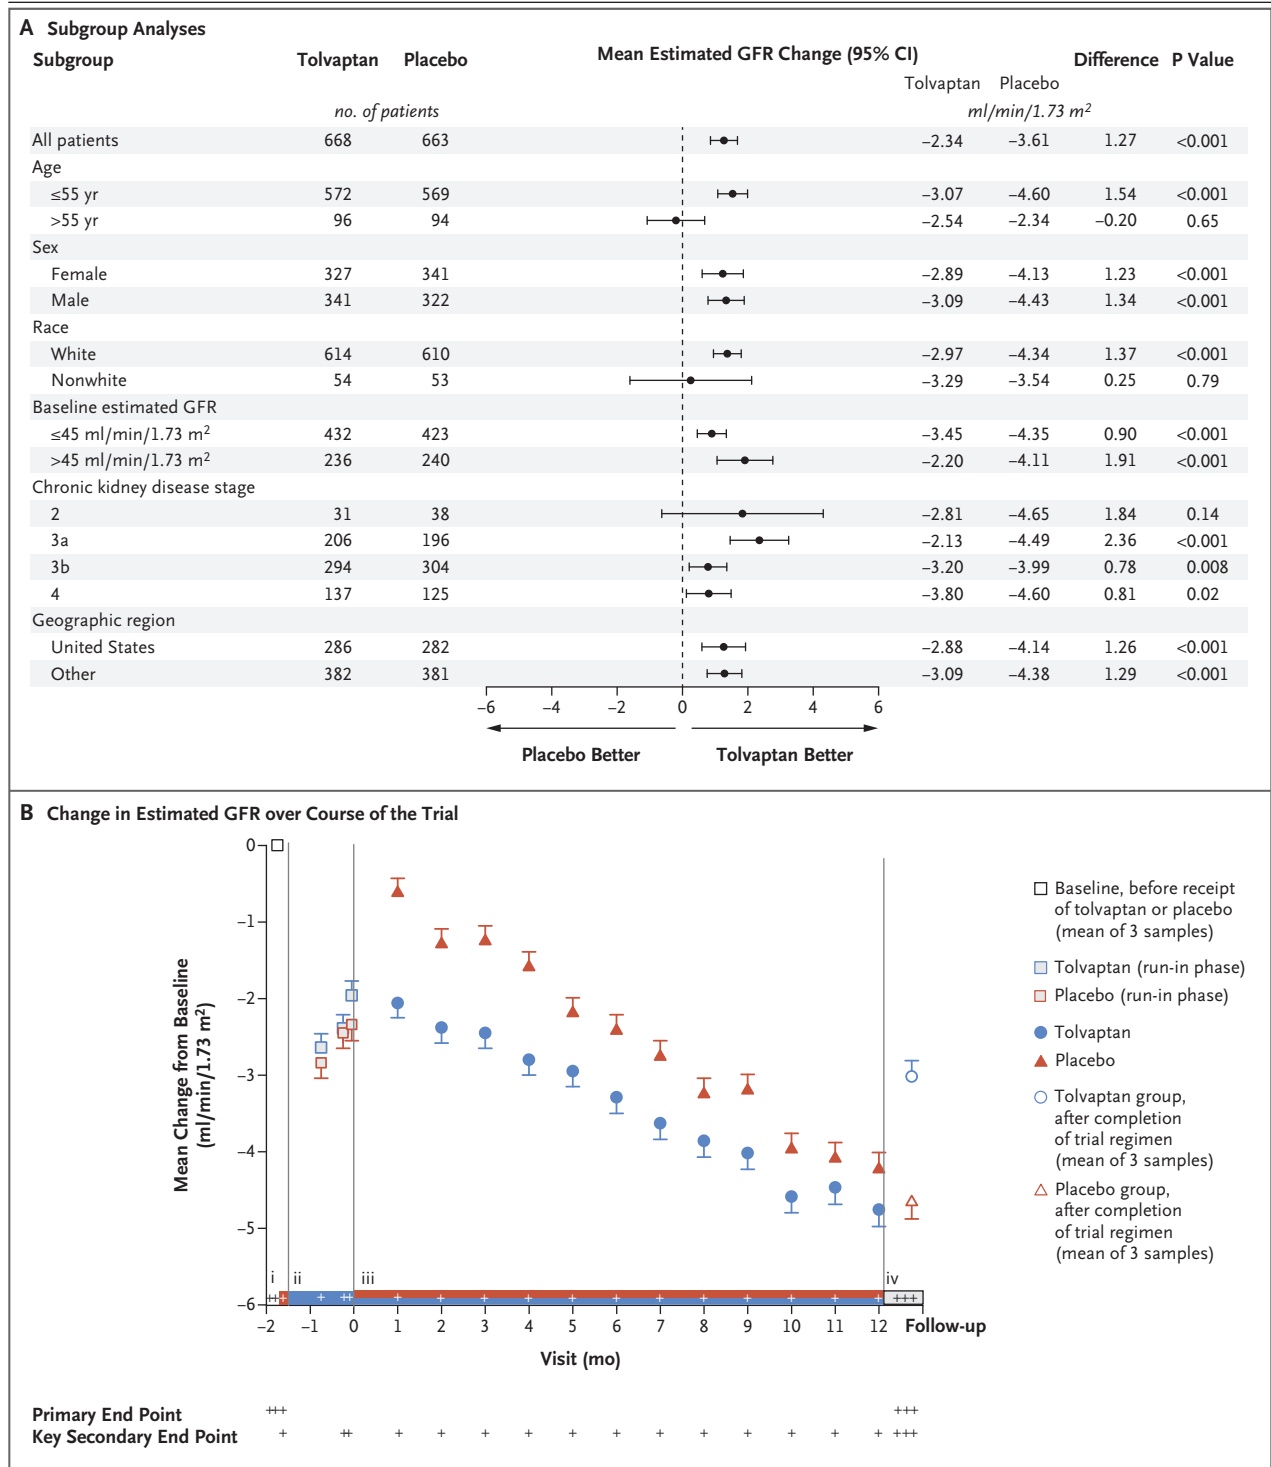 A Subgroup Analyses
Subgroup Tolvaptan Placebo Mean Estimated GFR Change (95% CI) Difference P Value
Tolvaptan Placebo
no. of patients ml/min/1.73 m²
All patients 668 663 –2.34 –3.61 1.27 <0.001
Age
≤55 yr 572 569 –3.07 –4.60 1.54 <0.001
>55 yr 96 94 –2.54 –2.34 –0.20 0.65
Sex
Female 327 341 –2.89 –4.13 1.23 <0.001
Male 341 322 –3.09 –4.43 1.34 <0.001
Race
White 614 610 –2.97 –4.34 1.37 <0.001
Nonwhite 54 53 –3.29 –3.54 0.25 0.79
Baseline estimated GFR
≤45 ml/min/1.73 m² 432 423 –3.45 –4.35 0.90 <0.001
>45 ml/min/1.73 m² 236 240 –2.20 –4.11 1.91 <0.001
Chronic kidney disease stage
2 31 38 –2.81 –4.65 1.84 0.14
3a 206 196 –2.13 –4.49 2.36 <0.001
3b 294 304 –3.20 –3.99 0.78 0.008
4 137 125 –3.80 –4.60 0.81 0.02
Geographic region
United States 286 282 –2.88 –4.14 1.26 <0.001
Other 382 381 –3.09 –4.38 1.29 <0.001
–6 –4 –2 0 2 4 6
Placebo Better Tolvaptan Better
B Change in Estimated GFR over Course of the Trial
Mean Change from Baseline
(ml/min/1.73 m²)
0
–1
–2
–3
–4
–5
–6
i ii iii iv
+++ + ++ + + + + + + + + + + + + +++
–2 –1 0 1 2 3 4 5 6 7 8 9 10 11 12 Follow-up
Visit (mo)
Baseline, before receipt
of tolvaptan or placebo
(mean of 3 samples)
Tolvaptan (run-in phase)
Placebo (run-in phase)
Tolvaptan
Placebo
Tolvaptan group,
after completion
of trial regimen
(mean of 3 samples)
Placebo group,
after completion
of trial regimen
(mean of 3 samples)
Primary End Point +++ +++
Key Secondary End Point + ++ + + + + + + + + + + + + +++